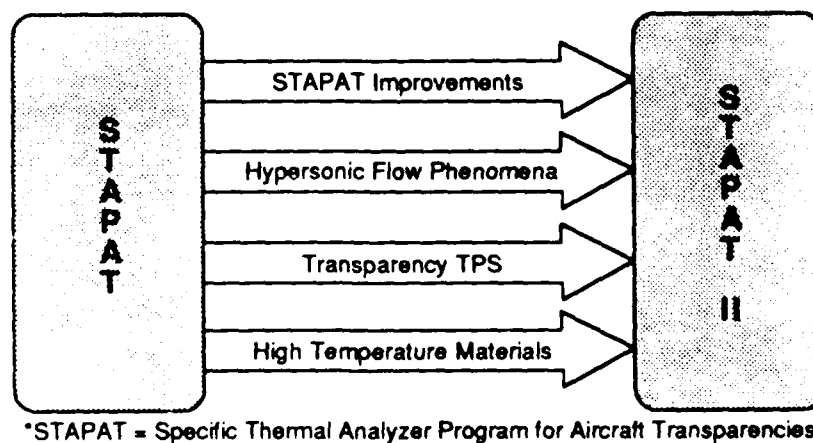 STAPAT
STAPAT Improvements
Hypersonic Flow Phenomena
Transparency TPS
High Temperature Materials
STAPAT II
*STAPAT = Specific Thermal Analyzer Program for Aircraft Transparencies